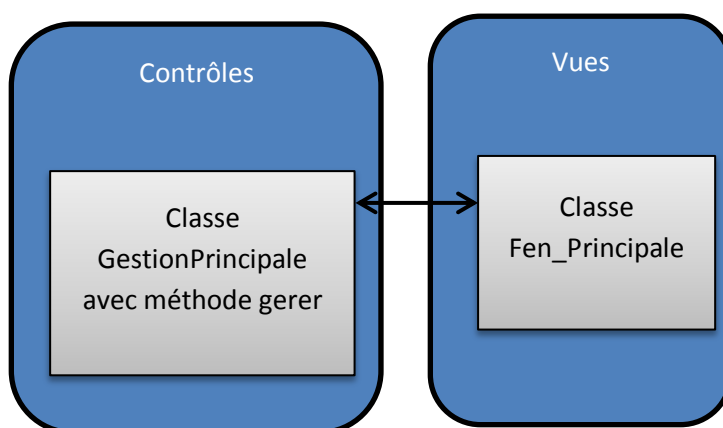 Contrôles
Classe
GestionPrincipale
avec méthode gerer
Vues
Classe
Fen_Principale